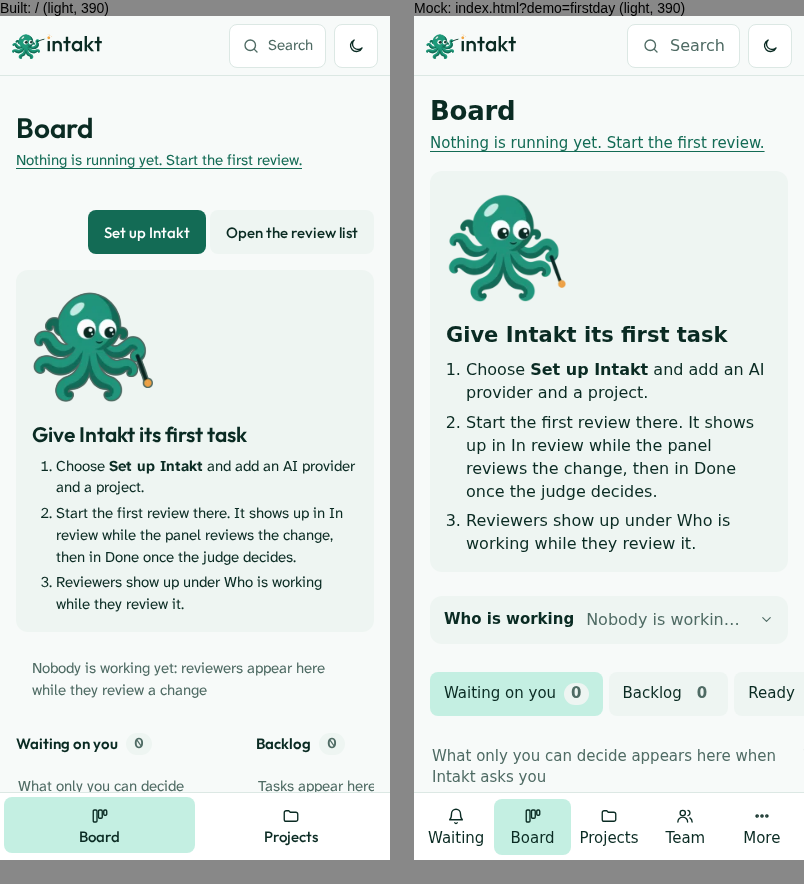 Built: / (light, 390)
intakt
Search
Board
Nothing is running yet. Start the first review.
Set up Intakt
Open the review list
Give Intakt its first task
1. Choose Set up Intakt and add an AI provider
and a project.
2. Start the first review there. It shows up in In
review while the panel reviews the change,
then in Done once the judge decides.
3. Reviewers show up under Who is working
while they review it.
Nobody is working yet: reviewers appear here
while they review a change
Waiting on you 0
Backlog 0
What only you can decide
Tasks appear here
Board
Projects
Mock: index.html?demo=firstday (light, 390)
intakt
Search
Board
Nothing is running yet. Start the first review.
Give Intakt its first task
1. Choose Set up Intakt and add an AI
provider and a project.
2. Start the first review there. It shows
up in In review while the panel
reviews the change, then in Done
once the judge decides.
3. Reviewers show up under Who is
working while they review it.
Who is working Nobody is workin…
Waiting on you 0
Backlog 0
Ready
What only you can decide appears here when
Intakt asks you
Waiting
Board
Projects
Team
More